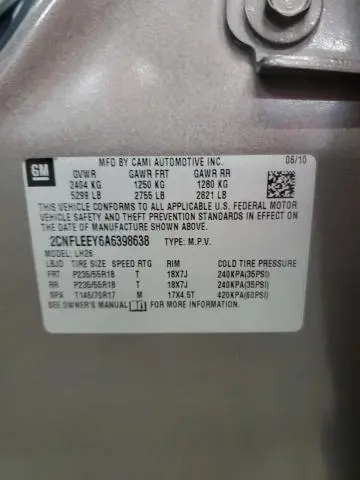 GM
MFD BY CAMI AUTOMOTIVE INC. 06/10
GVWR GAWR FRT GAWR RR
2404 KG 1250 KG 1280 KG
5299 LB 2755 LB 2821 LB
THIS VEHICLE CONFORMS TO ALL APPLICABLE U.S. FEDERAL MOTOR
VEHICLE SAFETY AND THEFT PREVENTION STANDARDS IN EFFECT ON
THE DATE OF MANUFACTURE SHOWN ABOVE.
2CNFLEEY6A6398638 TYPE: M.P.V.
MODEL: LH26
LBJD TIRE SIZE SPEED RTG RIM COLD TIRE PRESSURE
FRT P235/55R18 T 18X7J 240KPA(35PSI)
RR P235/55R18 T 18X7J 240KPA(35PSI)
SPA T145/70R17 M 17X4.5T 420KPA(60PSI)
SEE OWNER'S MANUAL FOR MORE INFORMATION.